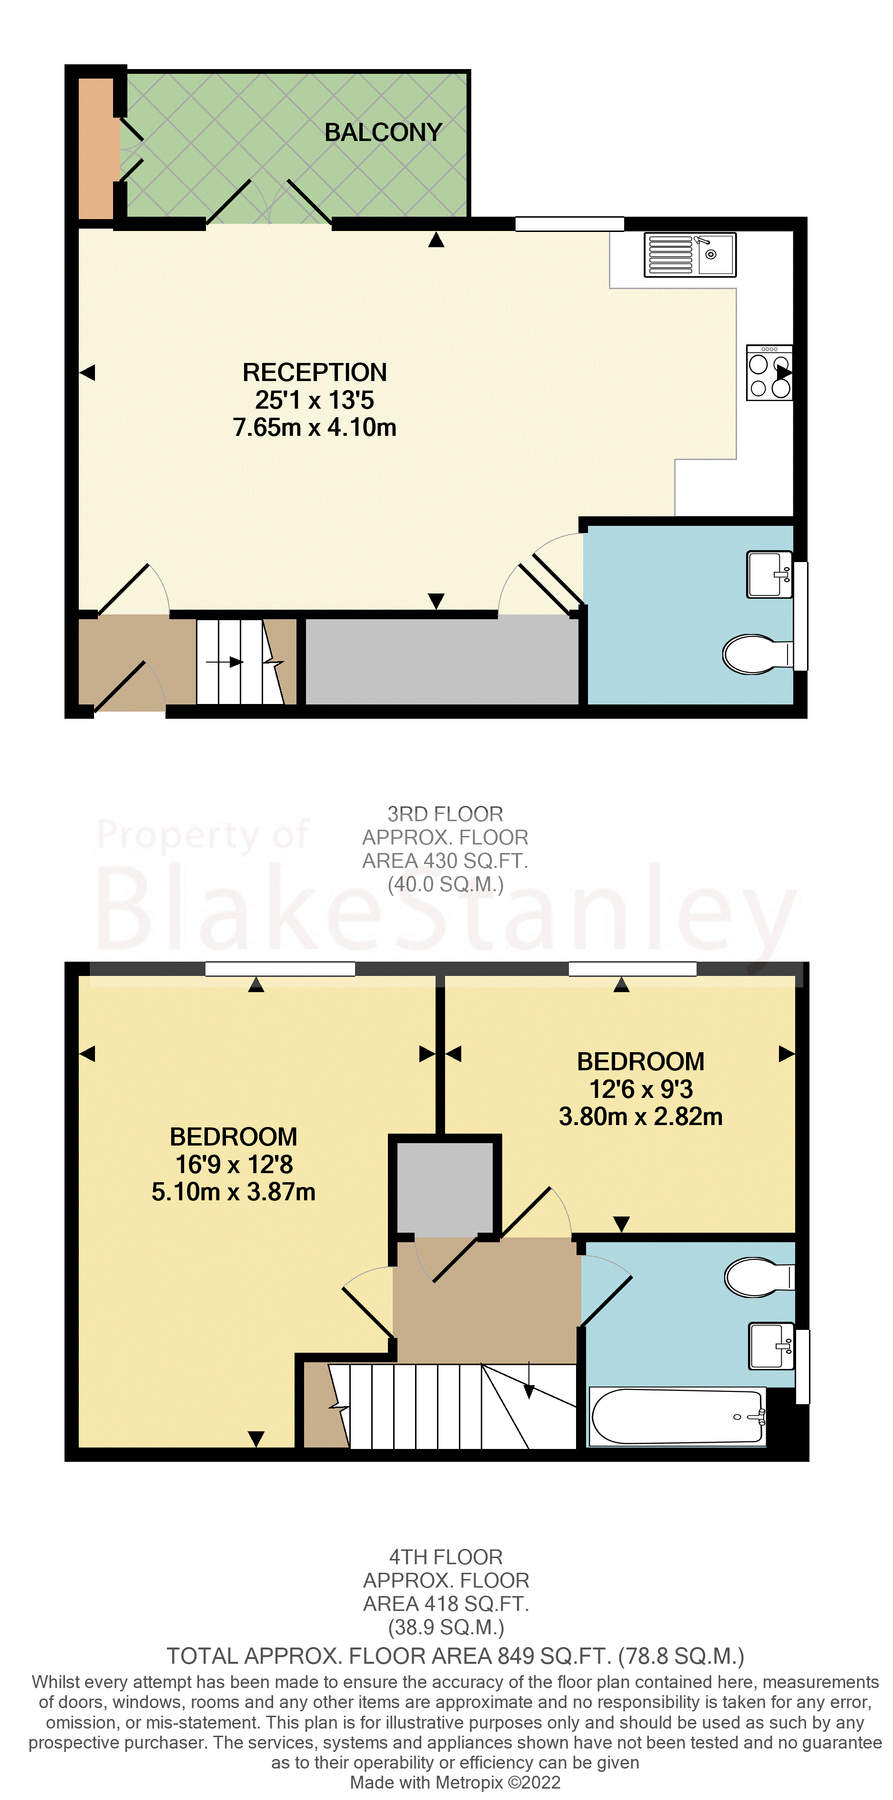 BALCONY
RECEPTION
25'1 x 13'5
7.65m x 4.10m
3RD FLOOR
APPROX. FLOOR
AREA 430 SQ.FT.
(40.0 SQ.M.)
Property of
BlakeStanley
BEDROOM
12'6 x 9'3
3.80m x 2.82m
BEDROOM
16'9 x 12'8
5.10m x 3.87m
4TH FLOOR
APPROX. FLOOR
AREA 418 SQ.FT.
(38.9 SQ.M.)
TOTAL APPROX. FLOOR AREA 849 SQ.FT. (78.8 SQ.M.)
Whilst every attempt has been made to ensure the accuracy of the floor plan contained here, measurements
of doors, windows, rooms and any other items are approximate and no responsibility is taken for any error,
omission, or mis-statement. This plan is for illustrative purposes only and should be used as such by any
prospective purchaser. The services, systems and appliances shown have not been tested and no guarantee
as to their operability or efficiency can be given
Made with Metropix ©2022